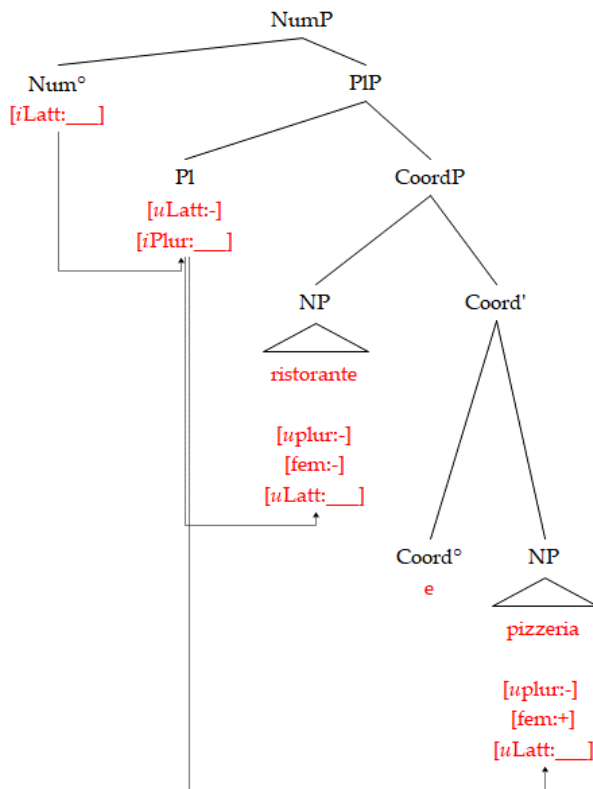 NumP
Num° PlP
[iLatt:___]
Pl CoordP
[uLatt:-]
[iPlur:___]
NP Coord'
ristorante
[uplur:-]
[fem:-]
[uLatt:___]
Coord° NP
e
pizzeria
[uplur:-]
[fem:+]
[uLatt:___]